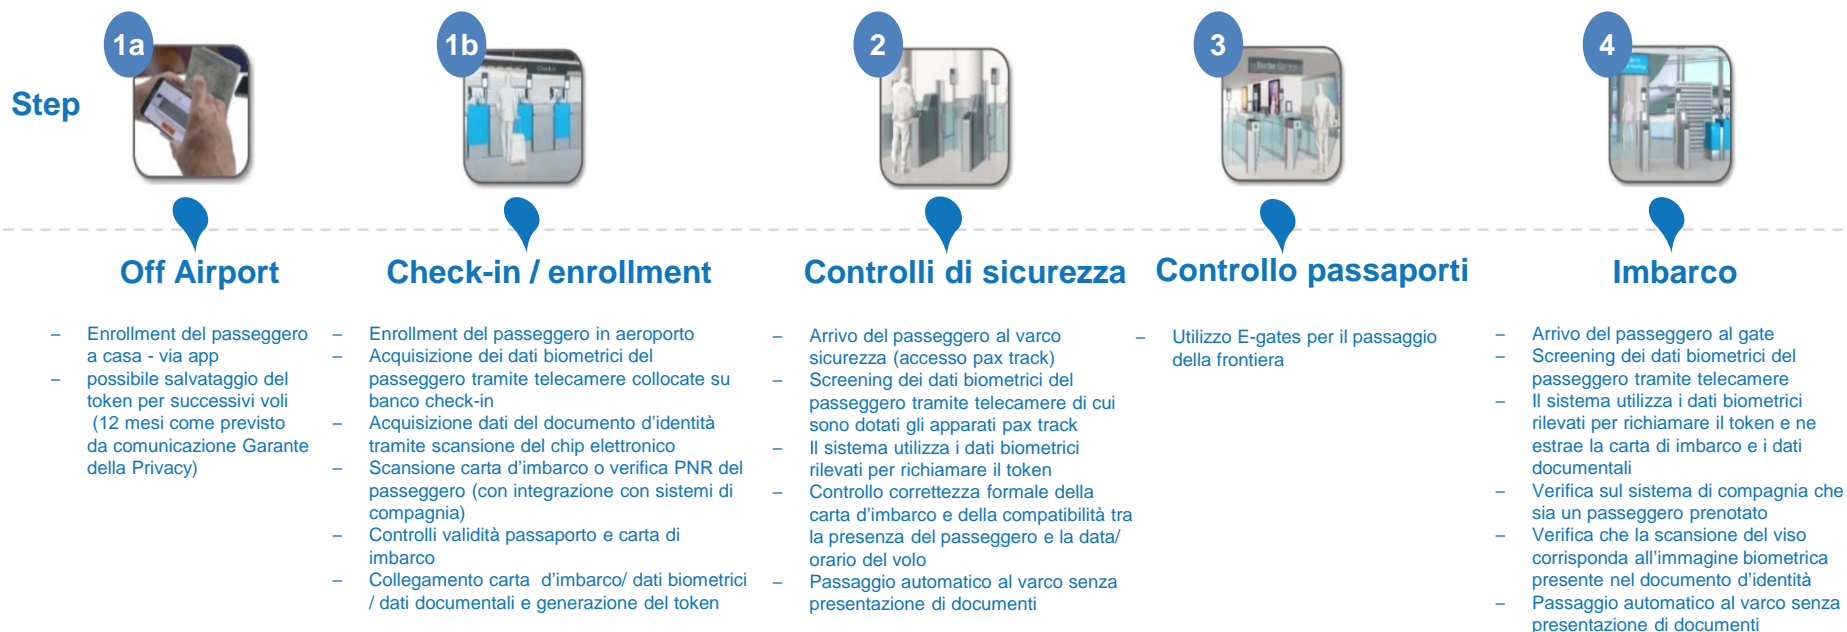 1a
1b
2
3
4
Step
Border Control
Off Airport
Check-in / enrollment
Controlli di sicurezza
Controllo passaporti
Imbarco
– Enrollment del passeggero
a casa - via app
– possibile salvataggio del
token per successivi voli
(12 mesi come previsto
da comunicazione Garante
della Privacy)
– Enrollment del passeggero in aeroporto
– Acquisizione dei dati biometrici del
passeggero tramite telecamere collocate su
banco check-in
– Acquisizione dati del documento d’identità
tramite scansione del chip elettronico
– Scansione carta d’imbarco o verifica PNR del
passeggero (con integrazione con sistemi di
compagnia)
– Controlli validità passaporto e carta di
imbarco
– Collegamento carta d’imbarco/ dati biometrici
/ dati documentali e generazione del token
– Arrivo del passeggero al varco
sicurezza (accesso pax track)
– Screening dei dati biometrici del
passeggero tramite telecamere di cui
sono dotati gli apparati pax track
– Il sistema utilizza i dati biometrici
rilevati per richiamare il token
– Controllo correttezza formale della
carta d’imbarco e della compatibilità tra
la presenza del passeggero e la data/
orario del volo
– Passaggio automatico al varco senza
presentazione di documenti
– Utilizzo E-gates per il passaggio
della frontiera
– Arrivo del passeggero al gate
– Screening dei dati biometrici del
passeggero tramite telecamere
– Il sistema utilizza i dati biometrici
rilevati per richiamare il token e ne
estrae la carta di imbarco e i dati
documentali
– Verifica sul sistema di compagnia che
sia un passeggero prenotato
– Verifica che la scansione del viso
corrisponda all’immagine biometrica
presente nel documento d’identità
– Passaggio automatico al varco senza
presentazione di documenti